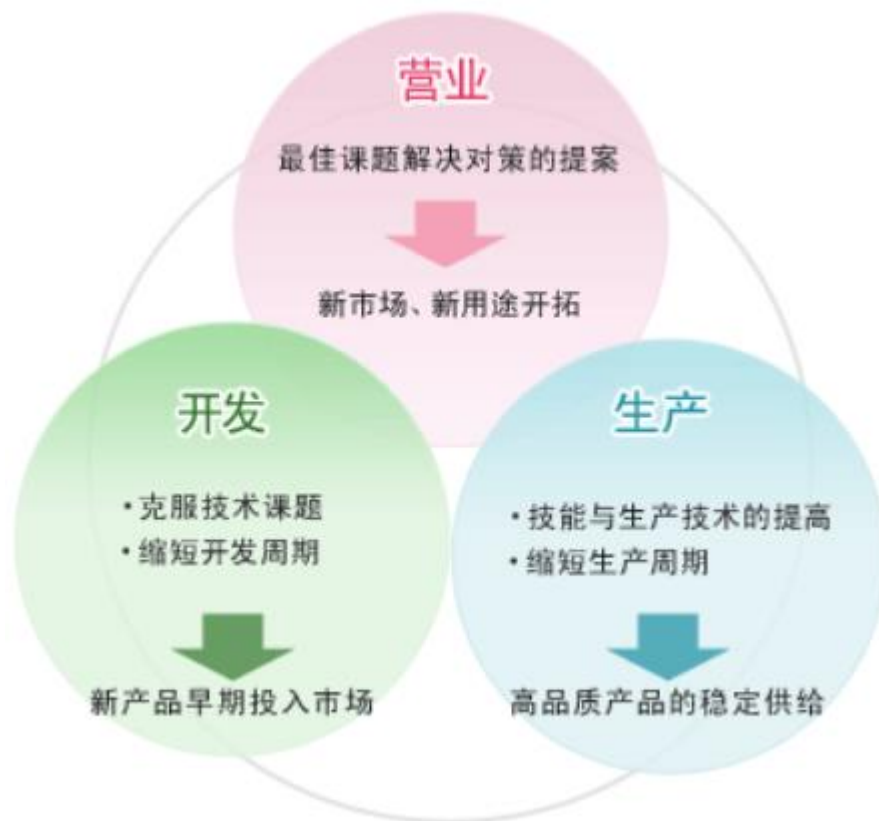 营业
最佳课题解决对策的提案
新市场、新用途开拓
开发
・克服技术课题
・缩短开发周期
新产品早期投入市场
生产
・技能与生产技术的提高
・缩短生产周期
高品质产品的稳定供给